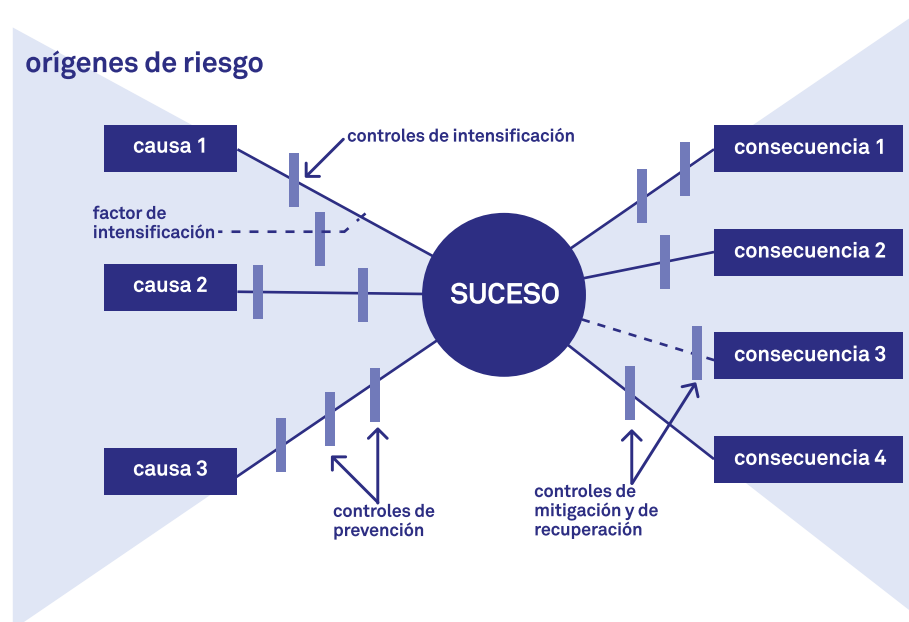 orígenes de riesgo
causa 1
controles de intensificación
factor de
intensificación
causa 2
causa 3
controles de
prevención
SUCESO
consecuencia 1
consecuencia 2
consecuencia 3
consecuencia 4
controles de
mitigación y de
recuperación